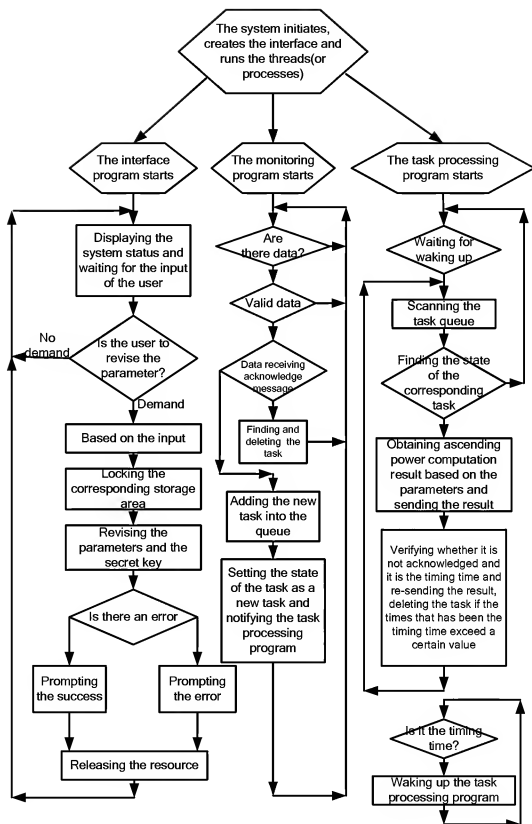 The system initiates,
creates the interface and
runs the threads(or
processes)
The interface
program starts
Displaying the
system status and
waiting for the input
of the user
No
demand
Is the user to
revise the
parameter?
Demand
Based on the input
Locking the
corresponding storage
area
Revising the
parameters and the
secret key
Is there an error
Prompting
the success
Prompting
the error
Releasing the resource
The monitoring
program starts
Are
there data?
Valid data
Data receiving
acknowledge
message
Finding and
deleting the
task
Adding the new
task into the
queue
Setting the state
of the task as a
new task and
notifying the task
processing
program
The task processing
program starts
Waiting for
waking up
Scanning the
task queue
Finding the state
of the
corresponding
task
Obtaining ascending
power computation
result based on the
parameters and
sending the result
Verifying whether it is
not acknowledged and
it is the timing time and
re-sending the result,
deleting the task if the
times that has been the
timing time exceed a
certain value
Is it the timing
time?
Waking up the task
processing program